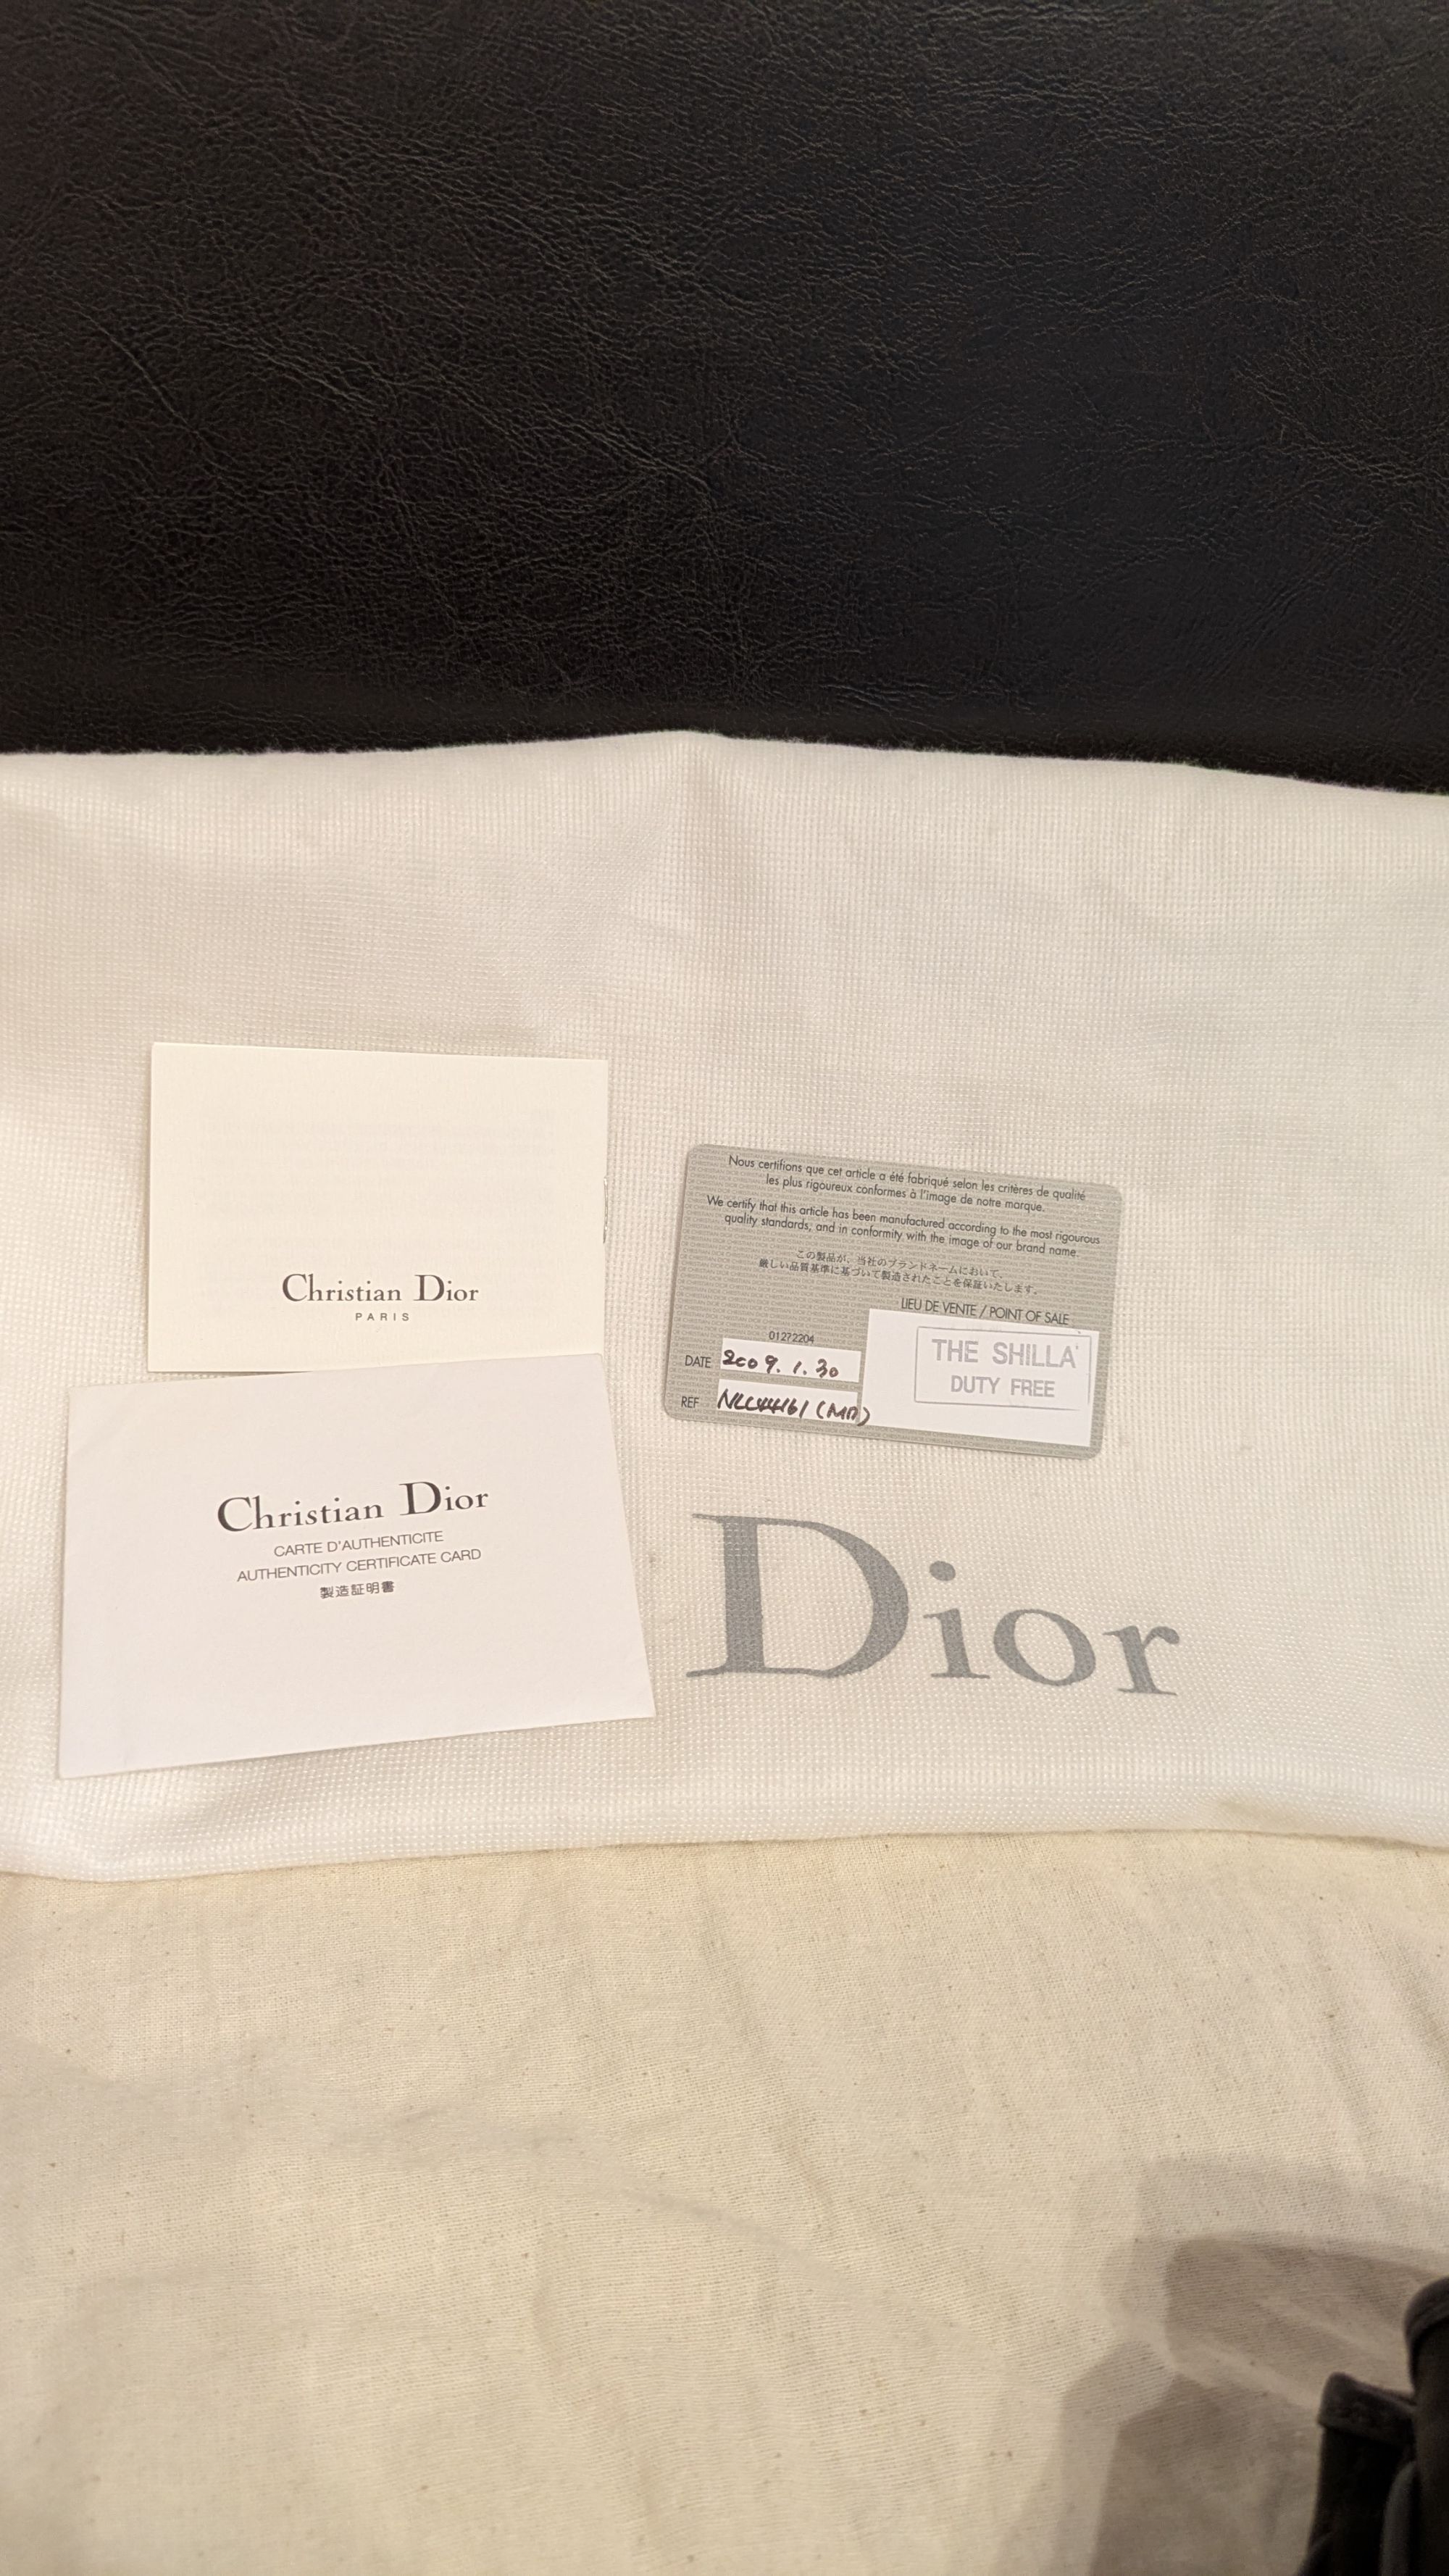 Christian Dior
PARIS
Christian Dior
CARTE D'AUTHENTICITE
AUTHENTICITY CERTIFICATE CARD
製造証明書
Nous certifions que cet article a été fabriqué selon les critères de qualité
les plus rigoureux conformes à l'image de notre marque.
We certify that this article has been manufactured according to the most rigourous
quality standards, and in conformity with the image of our brand name.
この製品が、当社のブランドネームにおいて、
厳しい品質基準に基づいて製造されたことを保証いたします。
LIEU DE VENTE / POINT OF SALE
THE SHILLA
DUTY FREE
01272204
DATE 2009.1.30
REF
Dior